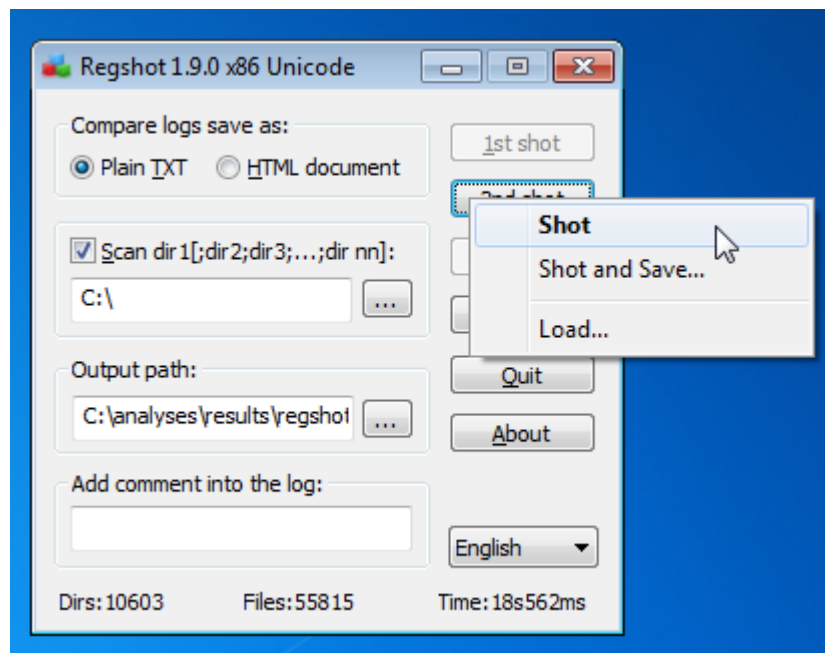 Regshot 1.9.0 x86 Unicode
Compare logs save as:
Plain TXT
HTML document
1st shot
2nd shot
Shot
Shot and Save...
Load...
Scan dir1[;dir2;dir3;...;dir nn]:
C:\
...
Output path:
C:\analyses\results\regshot
...
Quit
About
Add comment into the log:
English
Dirs:10603
Files:55815
Time:18s562ms